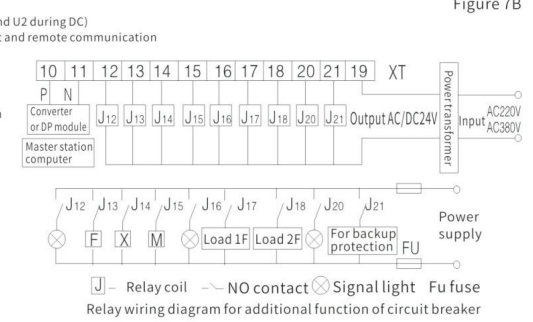 Figure 7B
nd U2 during DC)
t and remote communication
10 11 12 13 14 15 16 17 18 20 21 19 XT
P N
Converter
or DP module
J12 J13 J14 J15 J16 J17 J18 J20 J21 Output AC/DC24V
Power transformer
Input AC220V
AC380V
Master station
computer
J12 J13 J14 J15 J16 J17 J18 J20 J21
Power
supply
F X M Load 1F Load 2F For backup
protection FU
J – Relay coil NO contact Signal light Fu fuse
Relay wiring diagram for additional function of circuit breaker